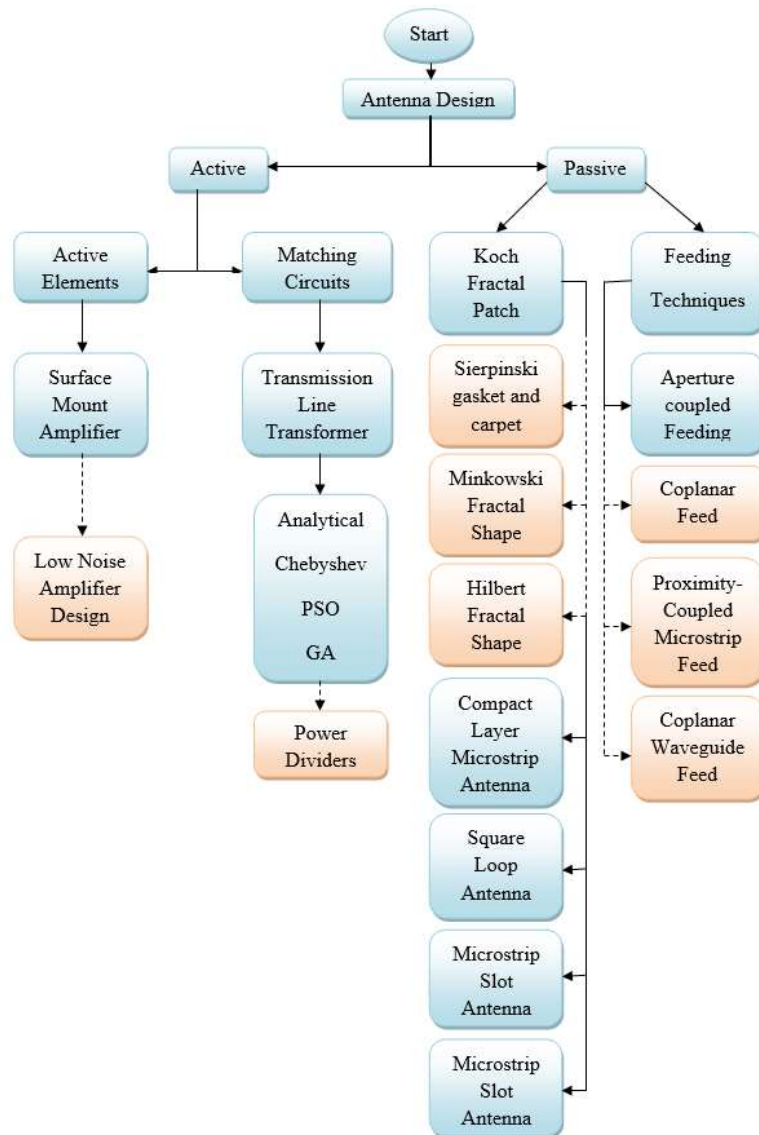 Start
Antenna Design
Active
Passive
Active
Elements
Matching
Circuits
Koch
Fractal
Patch
Feeding
Techniques
Surface
Mount
Amplifier
Transmission
Line
Transformer
Sierpinski
gasket and
carpet
Aperture
coupled
Feeding
Low Noise
Amplifier
Design
Analytical
Chebyshev
PSO
GA
Minkowski
Fractal
Shape
Coplanar
Feed
Hilbert
Fractal
Shape
Proximity-
Coupled
Microstrip
Feed
Power
Dividers
Compact
Layer
Microstrip
Antenna
Coplanar
Waveguide
Feed
Square
Loop
Antenna
Microstrip
Slot
Antenna
Microstrip
Slot
Antenna